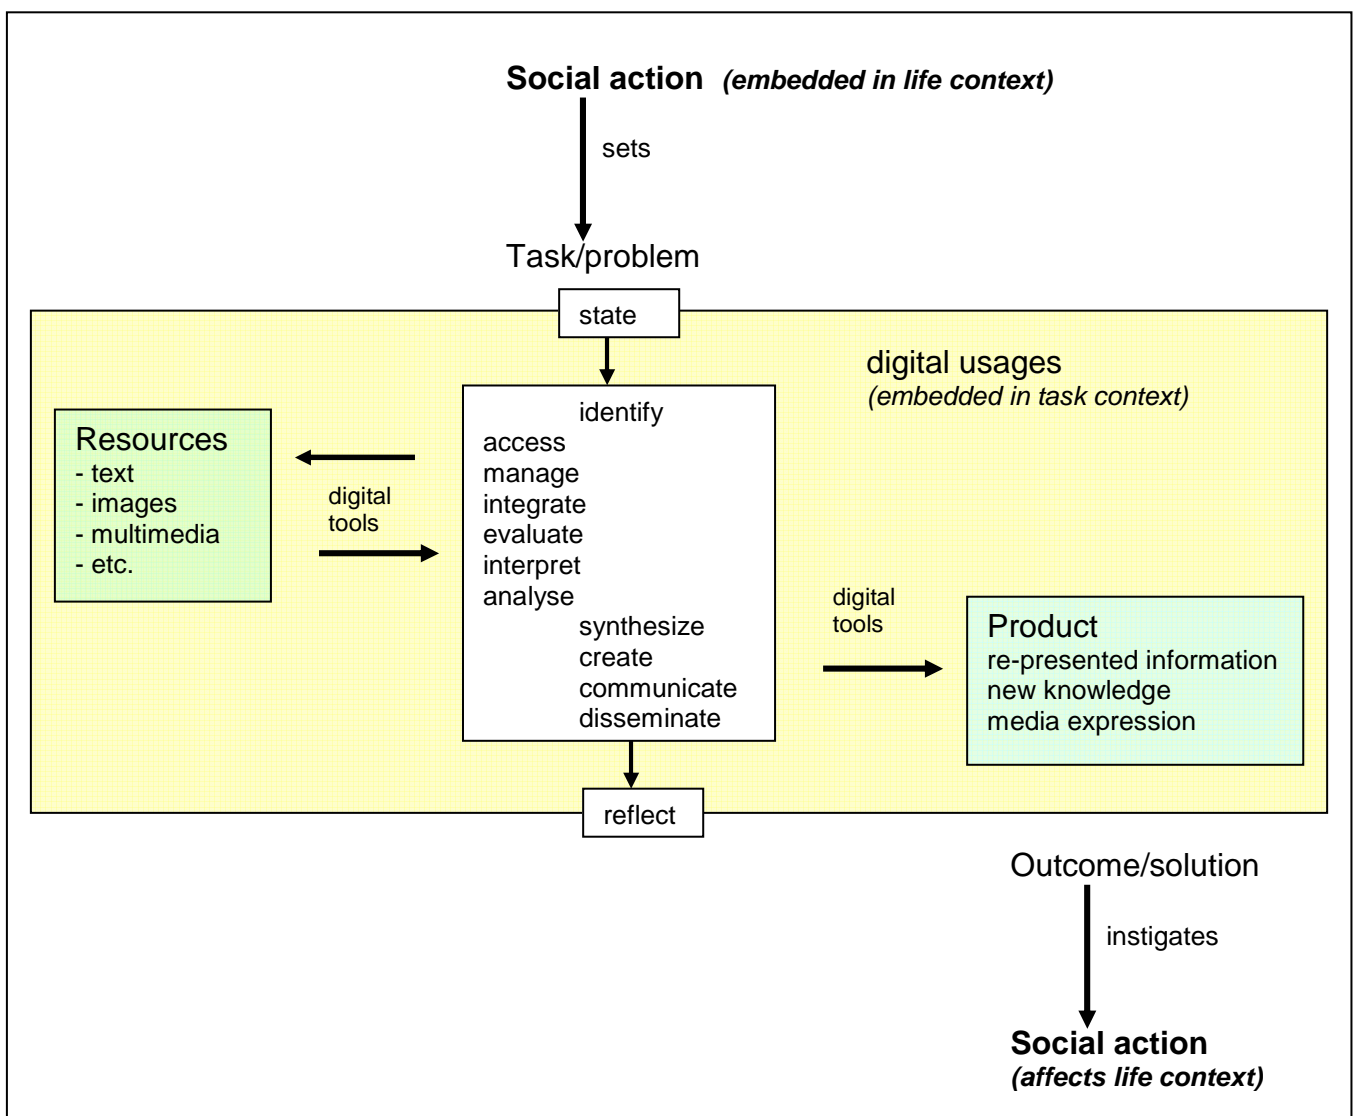 Social action (embedded in life context)
sets
Task/problem
state
digital usages
(embedded in task context)
identify
access
manage
integrate
evaluate
interpret
analyse
synthesize
create
communicate
disseminate
Resources
- text
- images
- multimedia
- etc.
digital
tools
digital
tools
Product
re-presented information
new knowledge
media expression
reflect
Outcome/solution
instigates
Social action
(affects life context)